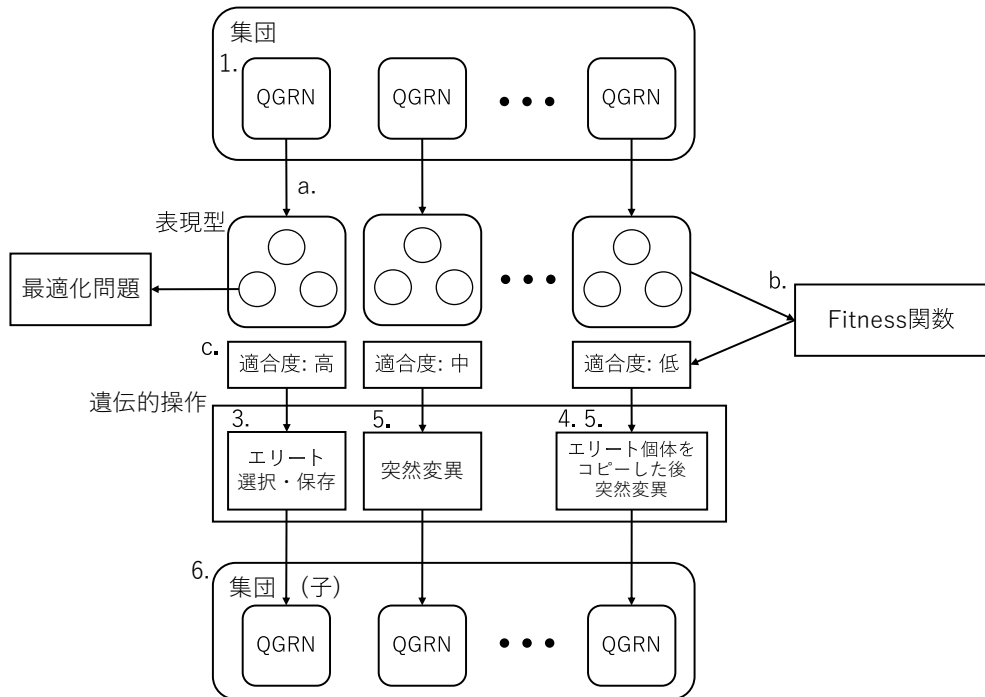 集団
1.
QGRN QGRN ••• QGRN
a.
表現型
最適化問題
•••
b.
Fitness関数
c.
適合度: 高
適合度: 中
適合度: 低
遺伝的操作
3.
エリート
選択・保存
5.
突然変異
4. 5.
エリート個体を
コピーした後
突然変異
6.
集団 (子)
QGRN QGRN ••• QGRN